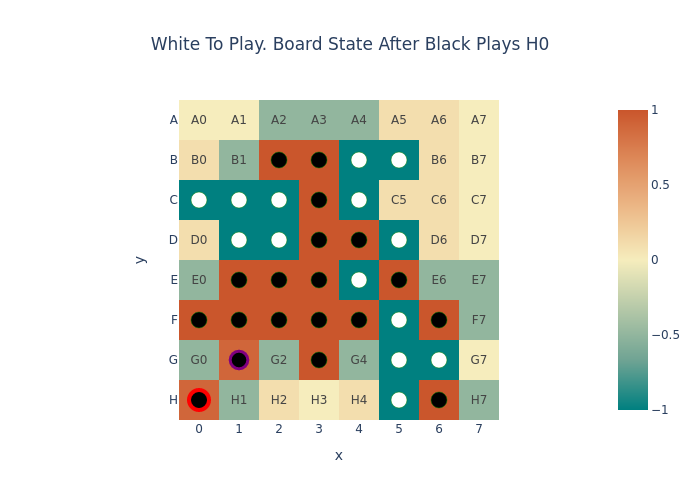 White To Play. Board State After Black Plays H0
A A0 A1 A2 A3 A4 A5 A6 A7 1
B B0 B1 B6 B7
C C5 C6 C7 0.5
D D0 D6 D7
y 0
E E0 E6 E7
F F7 −0.5
G G0 G2 G4 G7
H H1 H2 H3 H4 H7 −1
0 1 2 3 4 5 6 7
x